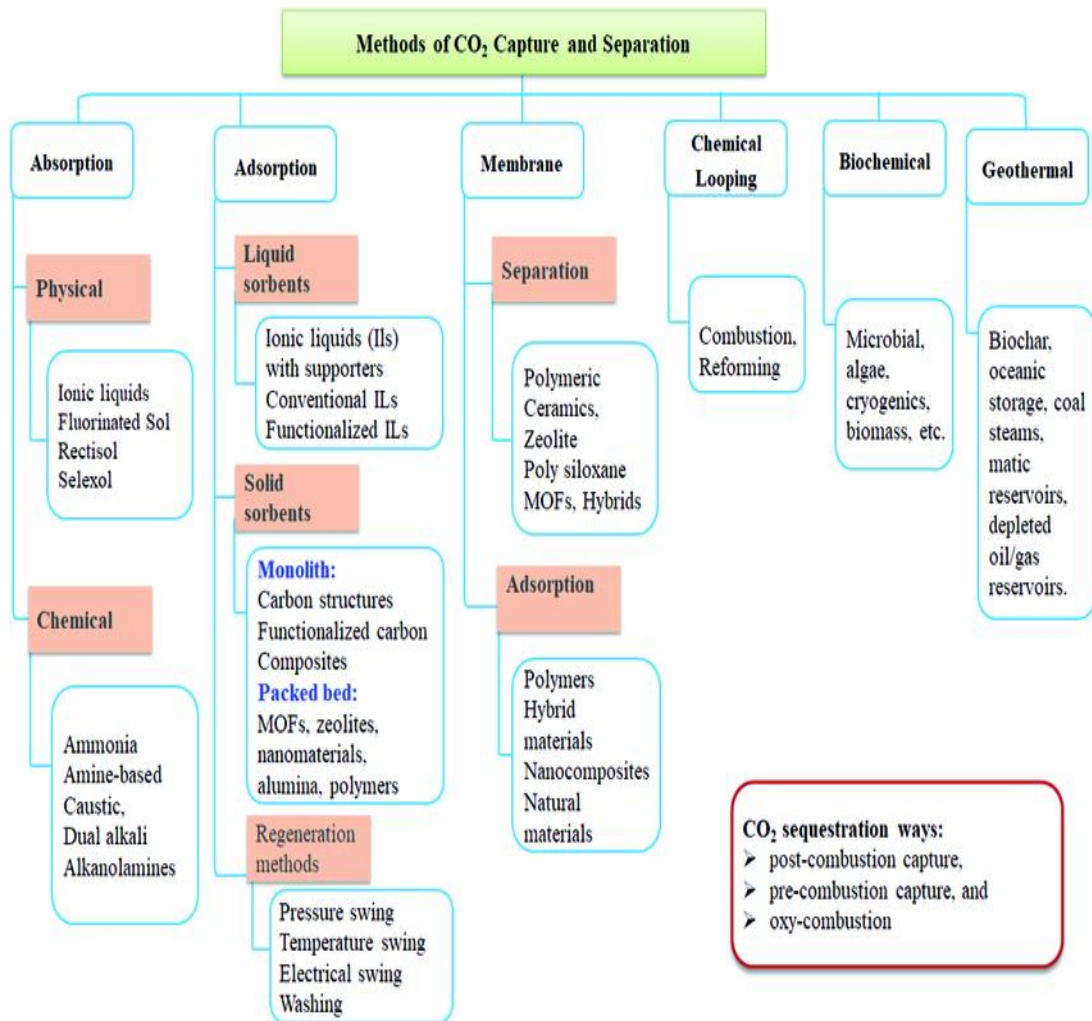 Methods of CO₂ Capture and Separation
Absorption
Physical
Ionic liquids
Fluorinated Sol
Rectisol
Selexol
Chemical
Ammonia
Amine-based
Caustic,
Dual alkali
Alkanolamines
Adsorption
Liquid
sorbents
Ionic liquids (Ils)
with supporters
Conventional ILs
Functionalized ILs
Solid
sorbents
Monolith:
Carbon structures
Functionalized carbon
Composites
Packed bed:
MOFs, zeolites,
nanomaterials,
alumina, polymers
Regeneration
methods
Pressure swing
Temperature swing
Electrical swing
Washing
Membrane
Separation
Polymeric
Ceramics,
Zeolite
Poly siloxane
MOFs, Hybrids
Adsorption
Polymers
Hybrid
materials
Nanocomposites
Natural
materials
Chemical
Looping
Combustion,
Reforming
Biochemical
Microbial,
algae,
cryogenics,
biomass, etc.
Geothermal
Biochar,
oceanic
storage, coal
steams,
matic
reservoirs,
depleted
oil/gas
reservoirs.
CO₂ sequestration ways:
➢ post-combustion capture,
➢ pre-combustion capture, and
➢ oxy-combustion